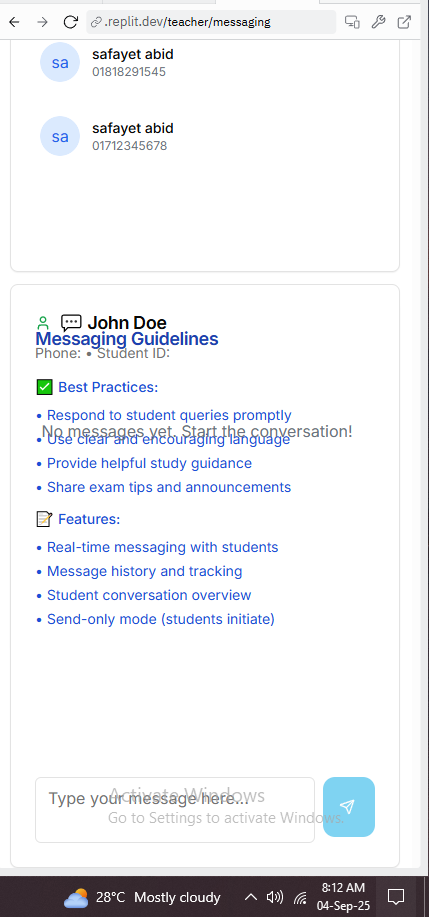 .replit.dev/teacher/messaging
sa
safayet abid
01818291545
sa
safayet abid
01712345678
John Doe
Messaging Guidelines
Phone: • Student ID:
✅ Best Practices:
• Respond to student queries promptly
No messages yet. Start the conversation!
• Use clear and encouraging language
• Provide helpful study guidance
• Share exam tips and announcements
📝 Features:
• Real-time messaging with students
• Message history and tracking
• Student conversation overview
• Send-only mode (students initiate)
Type your message here...
Activate Windows
Go to Settings to activate Windows.
28°C Mostly cloudy
8:12 AM
04-Sep-25